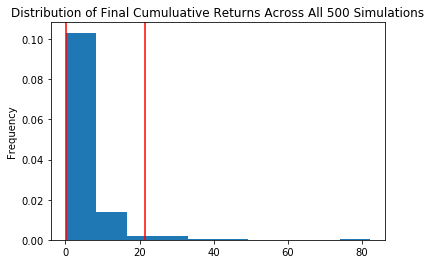 Distribution of Final Cumuluative Returns Across All 500 Simulations
0.10
0.08
0.06
0.04
0.02
0.00
Frequency
0 20 40 60 80